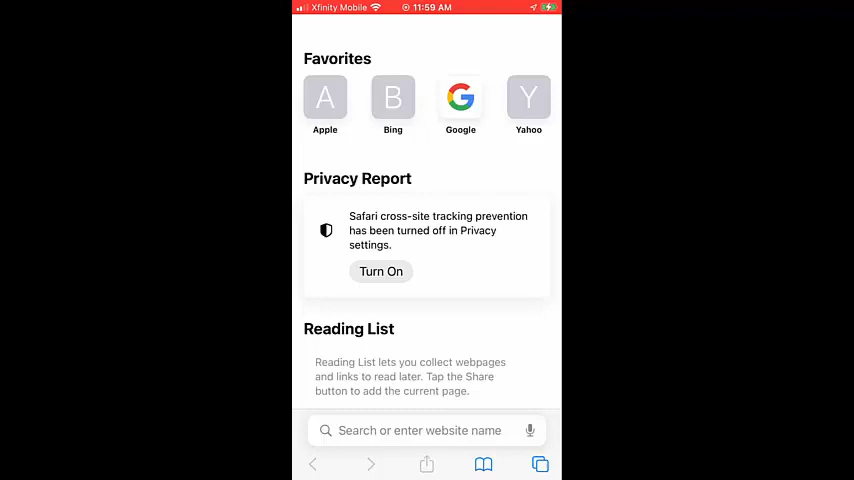 Xfinity Mobile 11:59 AM
Favorites
A B G Y
Apple Bing Google Yahoo
Privacy Report
Safari cross-site tracking prevention
has been turned off in Privacy
settings.
Turn On
Reading List
Reading List lets you collect webpages
and links to read later. Tap the Share
button to add the current page.
Search or enter website name